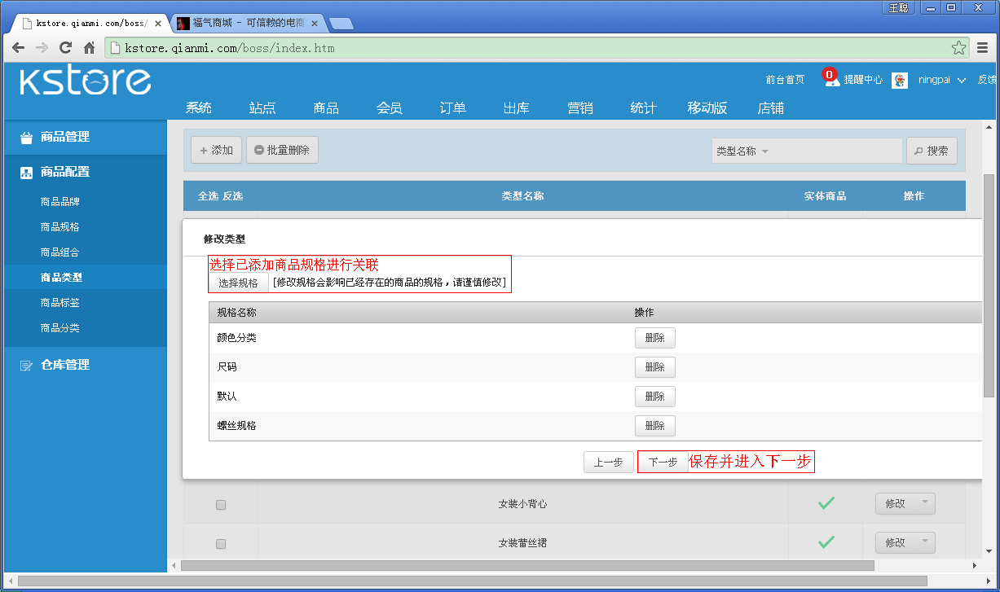 王聪
kstore.qianmi.com/boss/
福气商城 - 可信赖的电商
kstore.qianmi.com/boss/index.htm
kstore
前台首页
0
提醒中心
ningpai
反馈
系统
站点
商品
会员
订单
出库
营销
统计
移动版
店铺
商品管理
商品配置
商品品牌
商品规格
商品组合
商品类型
商品标签
商品分类
仓库管理
+ 添加
批量删除
类型名称
搜索
全选 反选
类型名称
实体商品
操作
修改类型
选择已添加商品规格进行关联
选择规格
[修改规格会影响已经存在的商品的规格，请谨慎修改]
规格名称
操作
颜色分类
删除
尺码
删除
默认
删除
螺丝规格
删除
上一步
下一步
保存并进入下一步
女装小背心
修改
女装蕾丝裙
修改